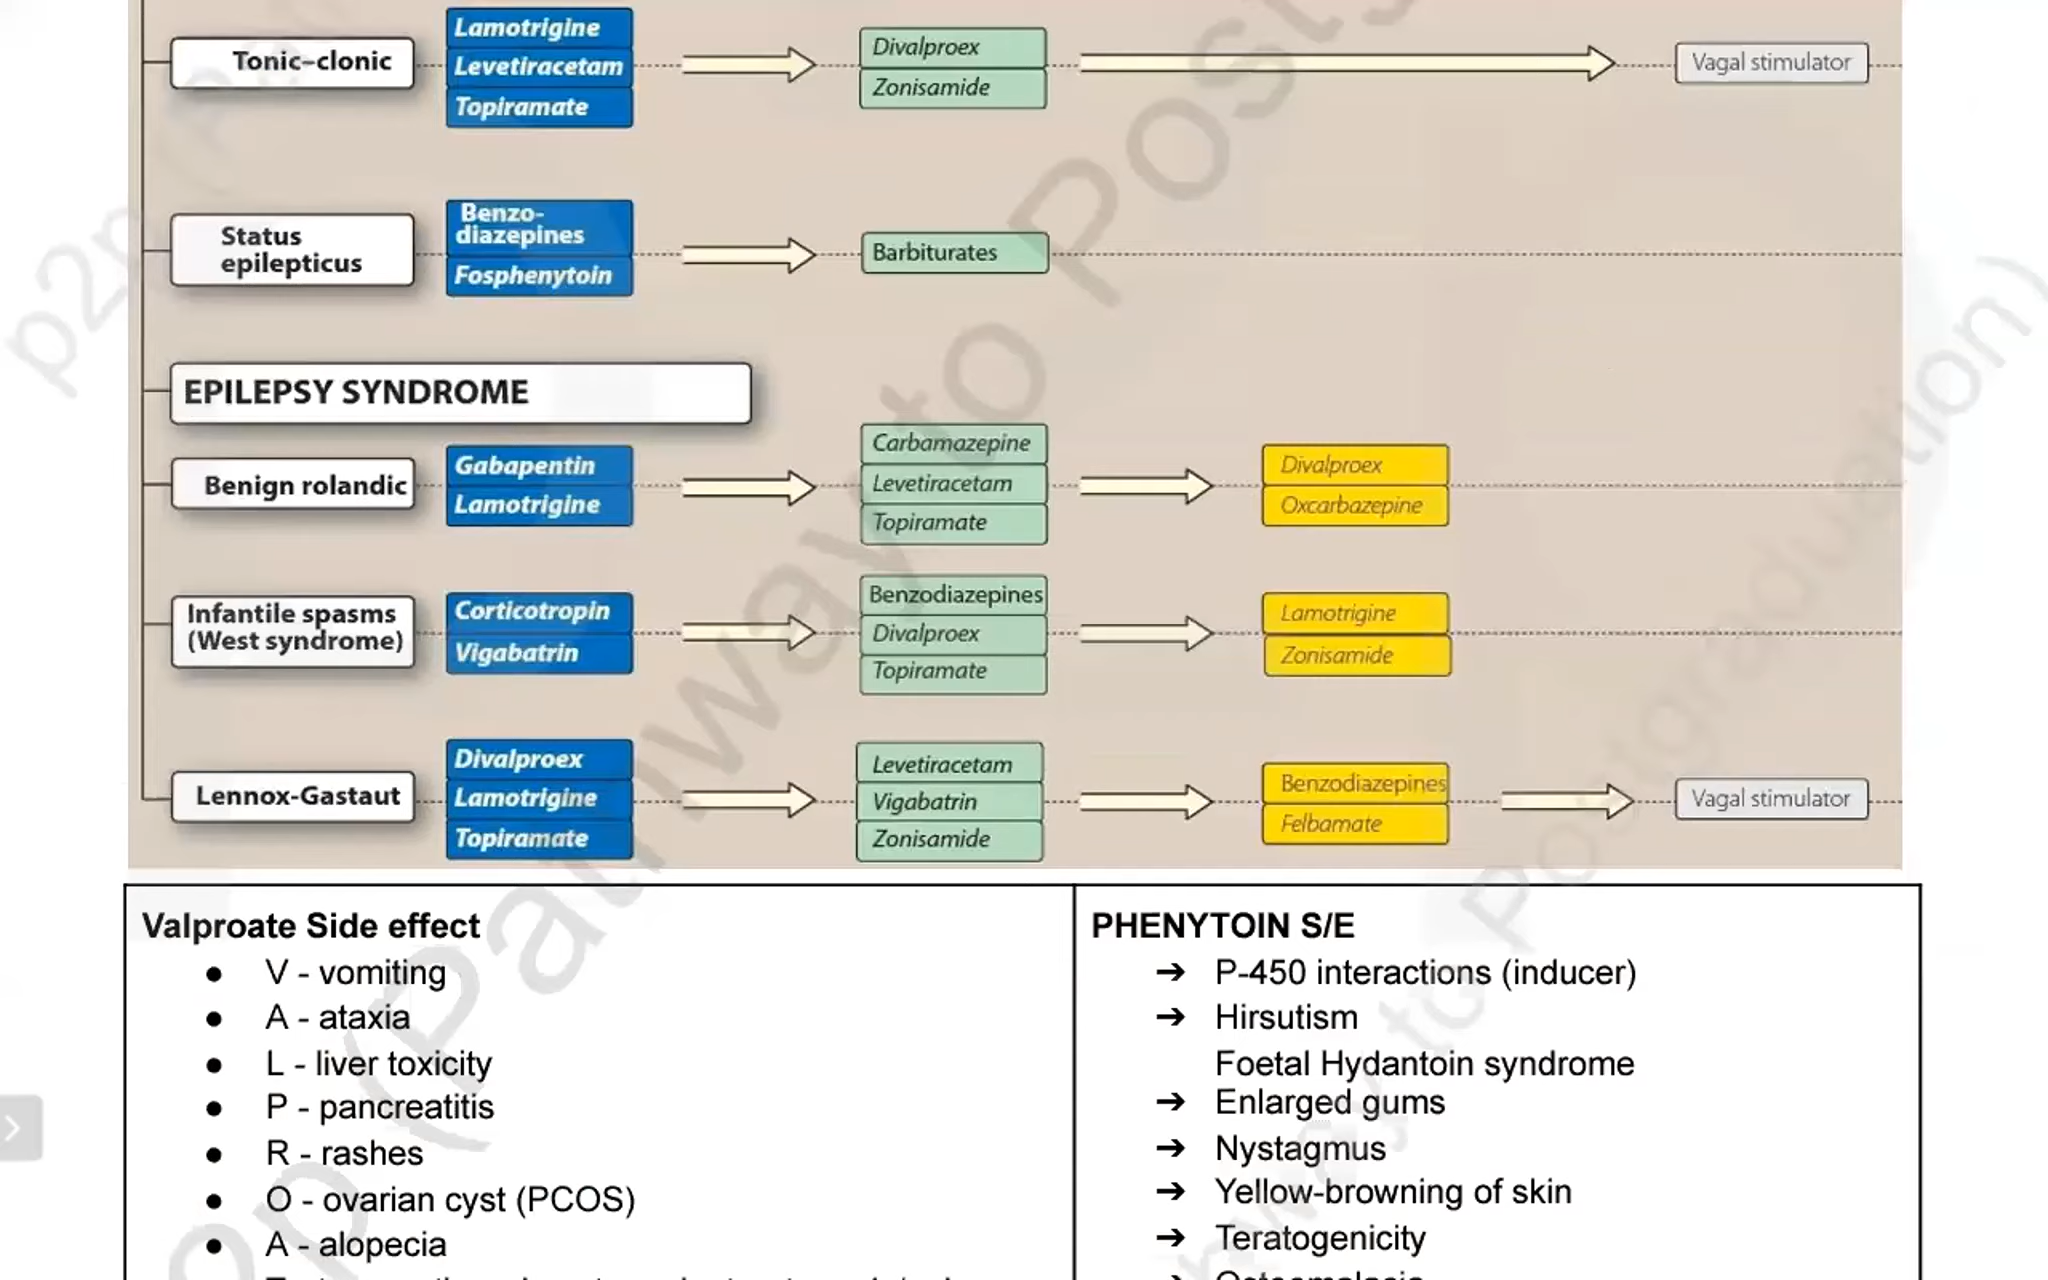 Tonic–clonic
Lamotrigine
Levetiracetam
Topiramate
Divalproex
Zonisamide
Vagal stimulator
Status
epilepticus
Benzo-
diazepines
Fosphenytoin
Barbiturates
EPILEPSY SYNDROME
Benign rolandic
Gabapentin
Lamotrigine
Carbamazepine
Levetiracetam
Topiramate
Divalproex
Oxcarbazepine
Infantile spasms
(West syndrome)
Corticotropin
Vigabatrin
Benzodiazepines
Divalproex
Topiramate
Lamotrigine
Zonisamide
Lennox-Gastaut
Divalproex
Lamotrigine
Topiramate
Levetiracetam
Vigabatrin
Zonisamide
Benzodiazepines
Felbamate
Vagal stimulator
Valproate Side effect
● V - vomiting
● A - ataxia
● L - liver toxicity
● P - pancreatitis
● R - rashes
● O - ovarian cyst (PCOS)
● A - alopecia
PHENYTOIN S/E
➔ P-450 interactions (inducer)
➔ Hirsutism
Foetal Hydantoin syndrome
➔ Enlarged gums
➔ Nystagmus
➔ Yellow-browning of skin
➔ Teratogenicity